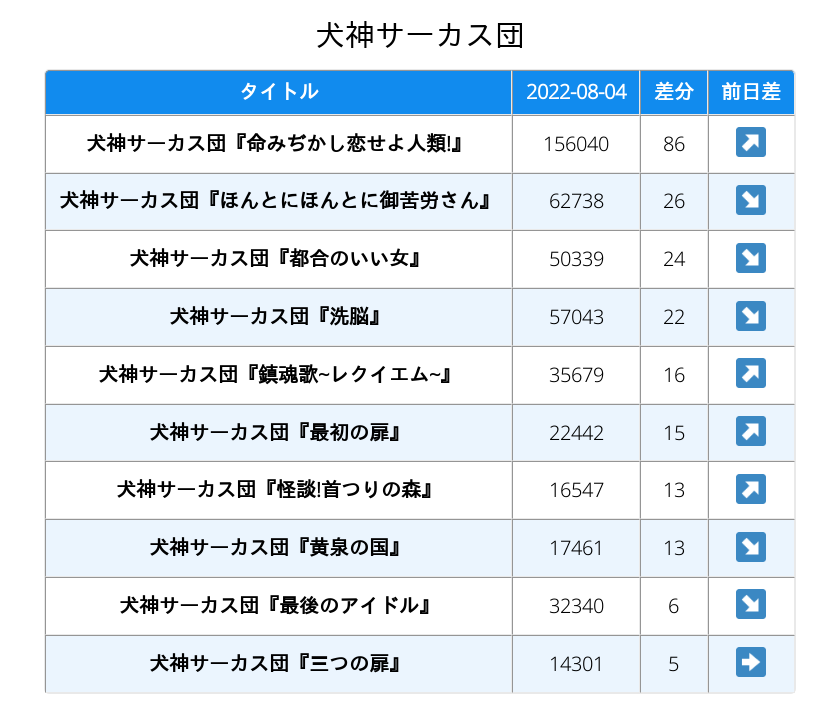 犬神サーカス団
タイトル 2022-08-04 差分 前日差
犬神サーカス団『命みぢかし恋せよ人類!』 156040 86 ↗
犬神サーカス団『ほんとにほんとに御苦労さん』 62738 26 ↘
犬神サーカス団『都合のいい女』 50339 24 ↘
犬神サーカス団『洗脳』 57043 22 ↘
犬神サーカス団『鎮魂歌~レクイエム~』 35679 16 ↗
犬神サーカス団『最初の扉』 22442 15 ↗
犬神サーカス団『怪談!首つりの森』 16547 13 ↗
犬神サーカス団『黄泉の国』 17461 13 ↘
犬神サーカス団『最後のアイドル』 32340 6 ↘
犬神サーカス団『三つの扉』 14301 5 ➡